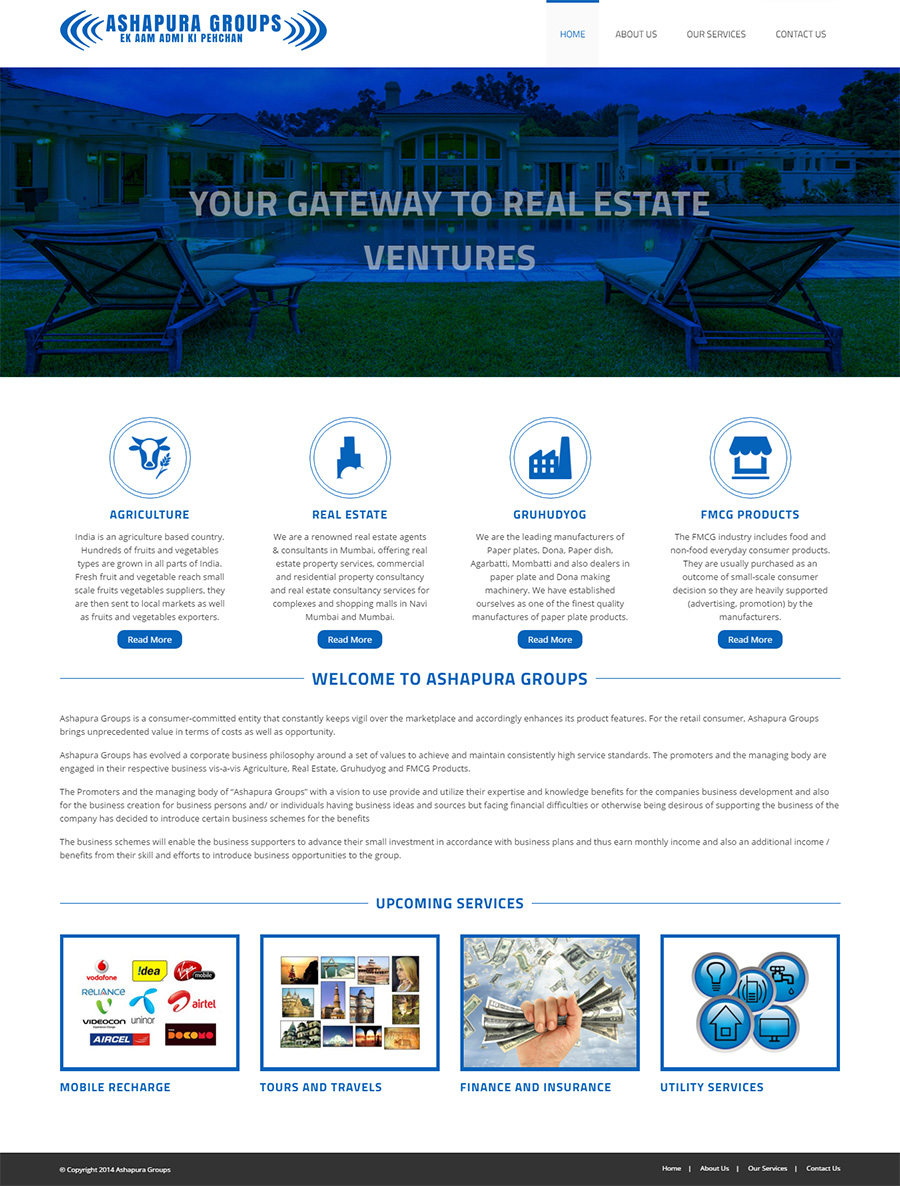 ASHAPURA GROUPS
EK AAM ADMI KI PEHCHAN
HOME
ABOUT US
OUR SERVICES
CONTACT US
YOUR GATEWAY TO REAL ESTATE
VENTURES
AGRICULTURE
India is an agriculture based country.
Hundreds of fruits and vegetables
types are grown in all parts of India.
Fresh fruit and vegetable reach small
scale fruits vegetables suppliers, they
are then sent to local markets as well
as fruits and vegetables exporters.
Read More
REAL ESTATE
We are a renowned real estate agents
& consultants in Mumbai, offering real
estate property services, commercial
and residential property consultancy
and real estate consultancy services for
complexes and shopping malls in Navi
Mumbai and Mumbai.
Read More
GRUHUDYOG
We are the leading manufacturers of
Paper plates, Dona, Paper dish,
Agarbatti, Mombatti and also dealers in
paper plate and Dona making
machinery. We have established
ourselves as one of the finest quality
manufactures of paper plate products.
Read More
FMCG PRODUCTS
The FMCG industry includes food and
non-food everyday consumer products.
They are usually purchased as an
outcome of small-scale consumer
decision so they are heavily supported
(advertising, promotion) by the
manufacturers.
Read More
WELCOME TO ASHAPURA GROUPS
Ashapura Groups is a consumer-committed entity that constantly keeps vigil over the marketplace and accordingly enhances its product features. For the retail consumer, Ashapura Groups
brings unprecedented value in terms of costs as well as opportunity.
Ashapura Groups has evolved a corporate business philosophy around a set of values to achieve and maintain consistently high service standards. The promoters and the managing body are
engaged in their respective business vis-a-vis Agriculture, Real Estate, Gruhudyog and FMCG Products.
The Promoters and the managing body of "Ashapura Groups" with a vision to use provide and utilize their expertise and knowledge benefits for the companies business development and also
for the business creation for business persons and/ or individuals having business ideas and sources but facing financial difficulties or otherwise being desirous of supporting the business of the
company has decided to introduce certain business schemes for the benefits
The business schemes will enable the business supporters to advance their small investment in accordance with business plans and thus earn monthly income and also an additional income /
benefits from their skill and efforts to introduce business opportunities to the group.
UPCOMING SERVICES
vodafone
!dea
Virgin
mobile
RELIANCE
VIDEOCON
uninor
airtel
AIRCEL
TATA
DOCOMO
MOBILE RECHARGE
TOURS AND TRAVELS
FINANCE AND INSURANCE
UTILITY SERVICES
© Copyright 2014 Ashapura Groups
Home | About Us | Our Services | Contact Us